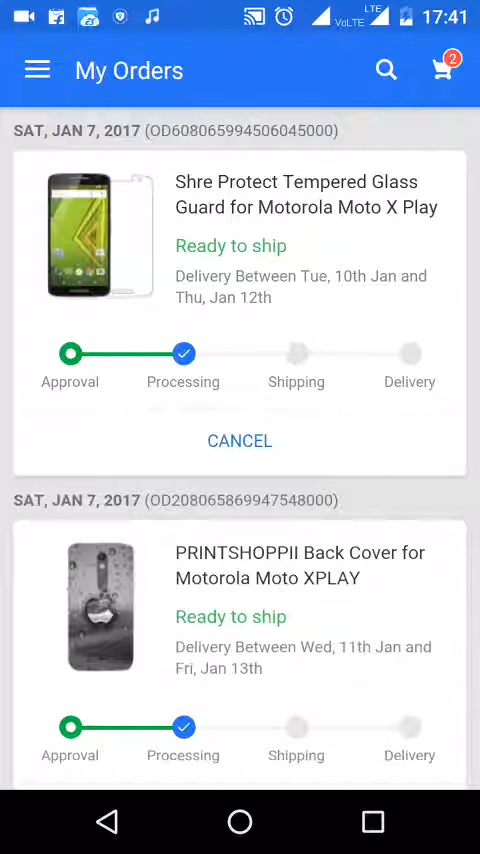 VoLTE LTE 17:41
My Orders
2
SAT, JAN 7, 2017 (OD608065994506045000)
Shre Protect Tempered Glass
Guard for Motorola Moto X Play
Ready to ship
Delivery Between Tue, 10th Jan and
Thu, Jan 12th
Approval Processing Shipping Delivery
CANCEL
SAT, JAN 7, 2017 (OD208065869947548000)
PRINTSHOPPII Back Cover for
Motorola Moto XPLAY
Ready to ship
Delivery Between Wed, 11th Jan and
Fri, Jan 13th
Approval Processing Shipping Delivery